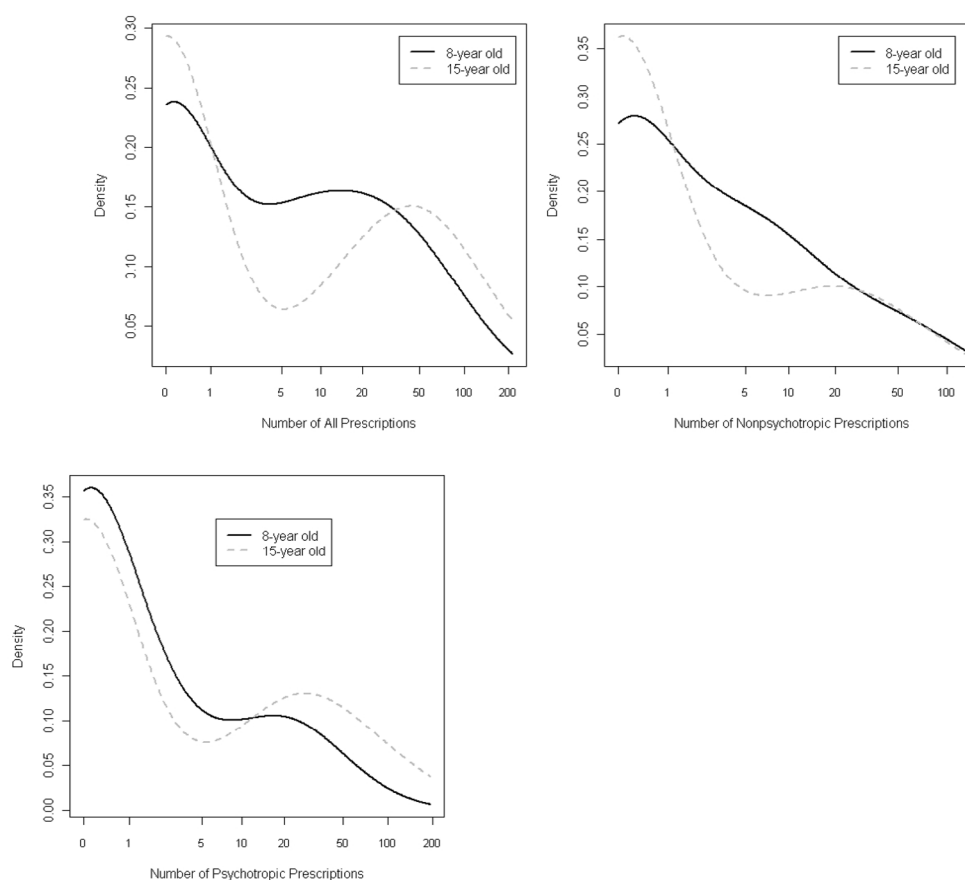 0.30
0.25
0.20
0.15
0.10
0.05
Density
8-year old
15-year old
0 1 5 10 20 50 100 200
Number of All Prescriptions
0.35
0.30
0.25
0.20
0.15
0.10
0.05
Density
8-year old
15-year old
0 1 5 10 20 50 100
Number of Nonpsychotropic Prescriptions
0.35
0.30
0.25
0.20
0.15
0.10
0.05
0.00
Density
8-year old
15-year old
0 1 5 10 20 50 100 200
Number of Psychotropic Prescriptions